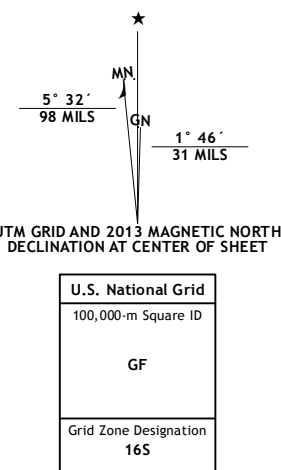 ★
MN
5° 32´
98 MILS
GN
1° 46´
31 MILS
UTM GRID AND 2013 MAGNETIC NORTH
DECLINATION AT CENTER OF SHEET
U.S. National Grid
100,000-m Square ID
GF
Grid Zone Designation
16S